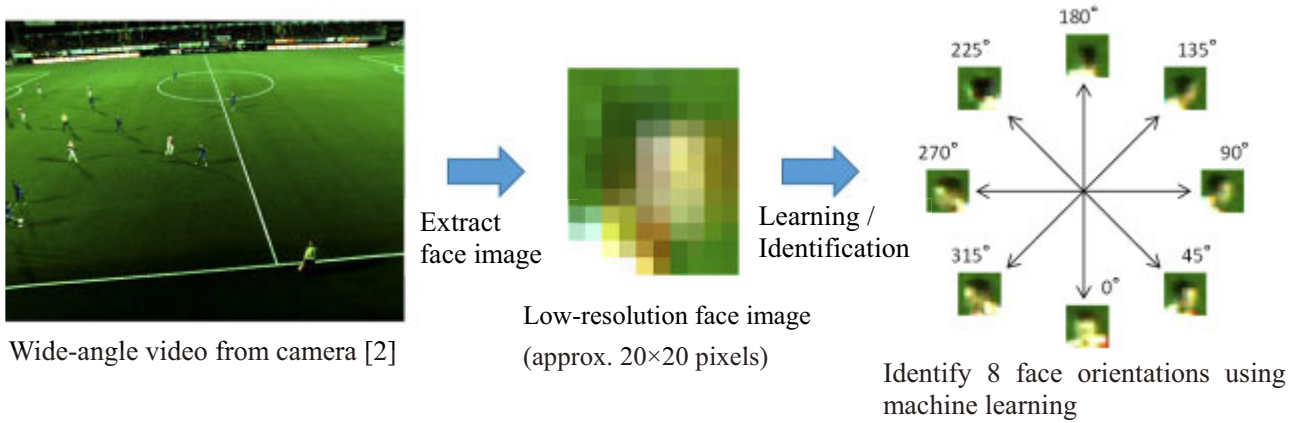 Wide-angle video from camera [2]
Extract
face image
Low-resolution face image
(approx. 20×20 pixels)
Learning /
Identification
180°
225°
135°
270°
90°
315°
45°
0°
Identify 8 face orientations using
machine learning